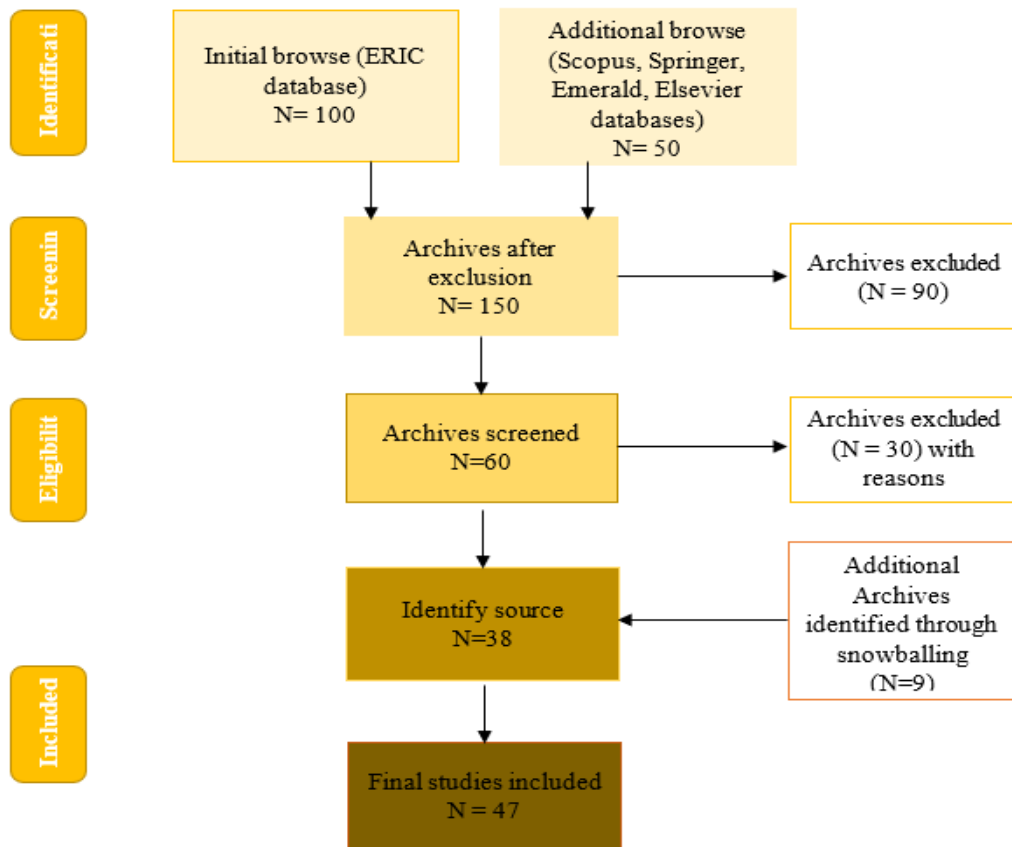 Identificati
Initial browse (ERIC
database)
N= 100
Additional browse
(Scopus, Springer,
Emerald, Elsevier
databases)
N= 50
Screenin
Archives after
exclusion
N= 150
Archives excluded
(N = 90)
Eligibilit
Archives screened
N=60
Archives excluded
(N = 30) with
reasons
Identify source
N=38
Additional
Archives
identified through
snowballing
(N=9)
Included
Final studies included
N = 47